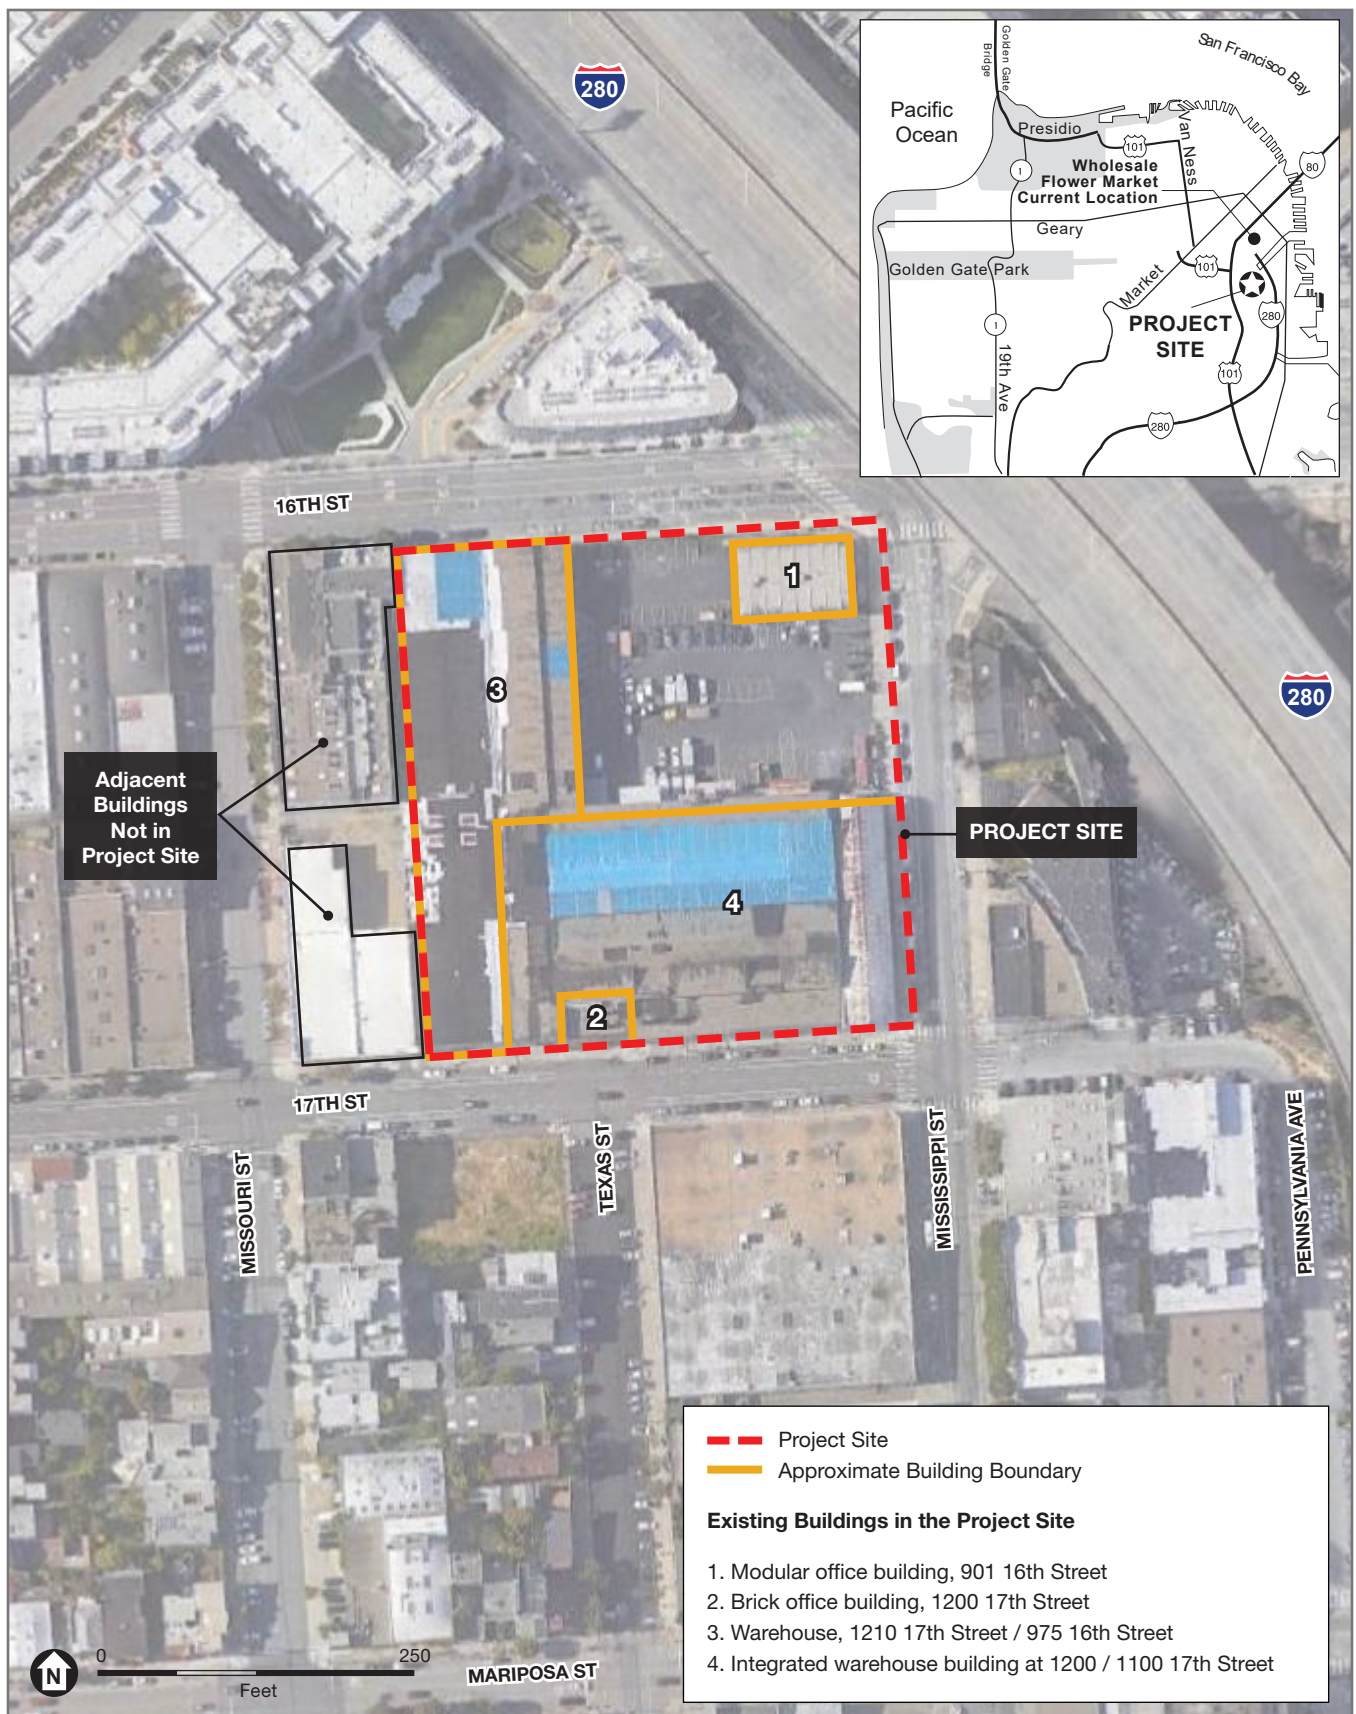 280
Golden Gate
Bridge
San Francisco Bay
Pacific
Ocean
Presidio
101
Van Ness
80
1
Wholesale
Flower Market
Current Location
Geary
Golden Gate Park
101
Market
280
PROJECT
SITE
1
19th Ave
101
280
16TH ST
1
3
280
Adjacent
Buildings
Not in
Project Site
PROJECT SITE
4
2
17TH ST
MISSOURI ST
TEXAS ST
MISSISSIPPI ST
PENNSYLVANIA AVE
Project Site
Approximate Building Boundary
Existing Buildings in the Project Site
1. Modular office building, 901 16th Street
2. Brick office building, 1200 17th Street
3. Warehouse, 1210 17th Street / 975 16th Street
4. Integrated warehouse building at 1200 / 1100 17th Street
N
0 250
Feet
MARIPOSA ST